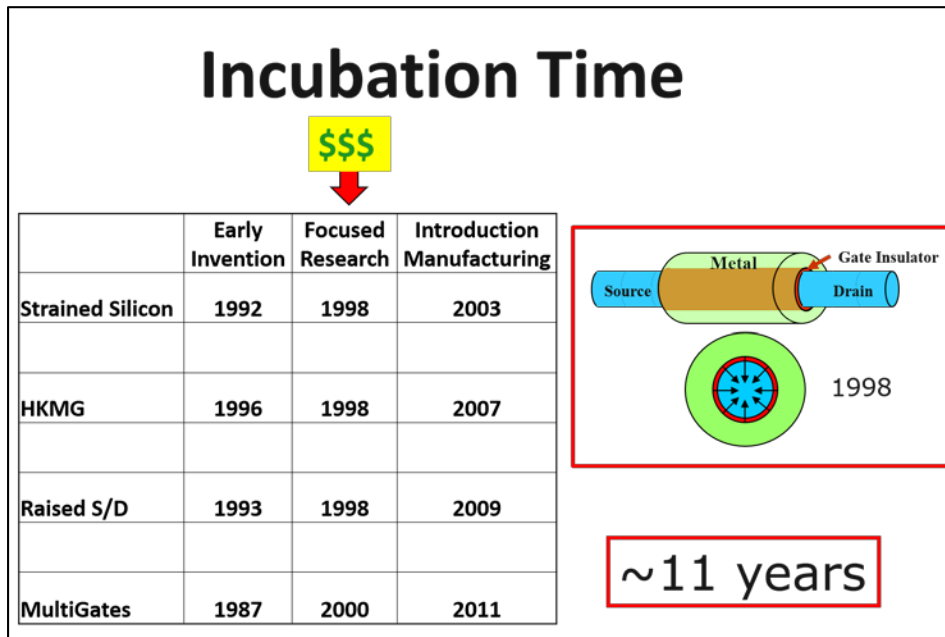 Incubation Time
$$$
Early Invention Focused Research Introduction Manufacturing
Strained Silicon 1992 1998 2003
HKMG 1996 1998 2007
Raised S/D 1993 1998 2009
MultiGates 1987 2000 2011
Metal
Gate Insulator
Source
Drain
1998
~11 years